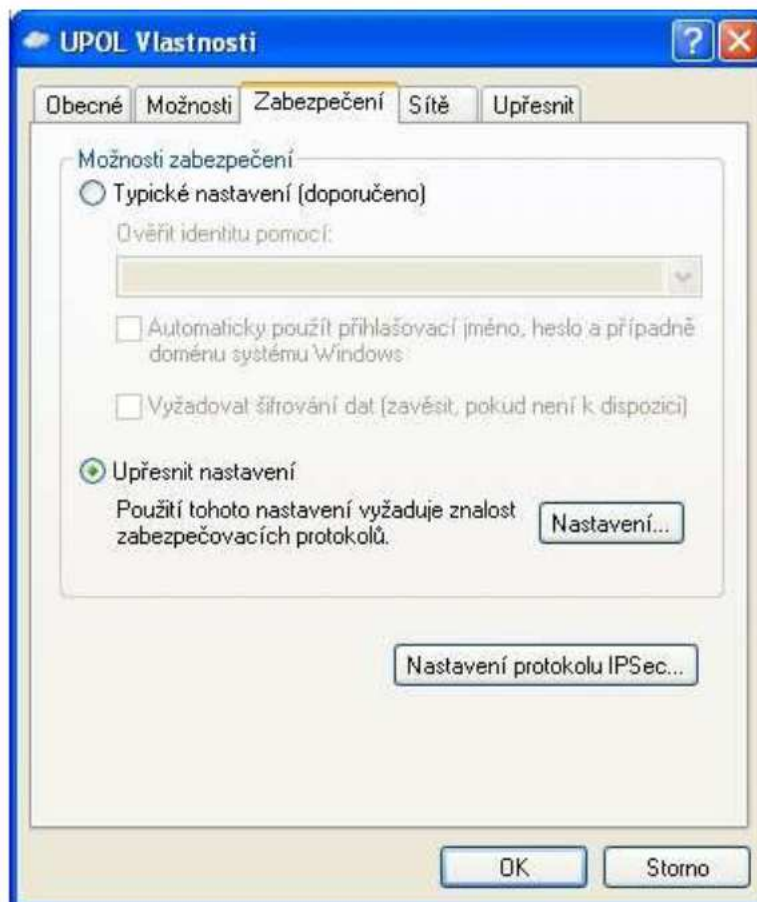 UPOL Vlastnosti
?
Obecné Možnosti Zabezpečení Sítě Upřesnit
Možnosti zabezpečení
Typické nastavení (doporučeno)
Ověřit identitu pomocí:
Automaticky použít přihlašovací jméno, heslo a případně
doménu systému Windows
Vyžadovat šifrování dat (zavěsit, pokud není k dispozici)
Upřesnit nastavení
Použití tohoto nastavení vyžaduje znalost
zabezpečovacích protokolů.
Nastavení...
Nastavení protokolu IPSec...
OK Storno